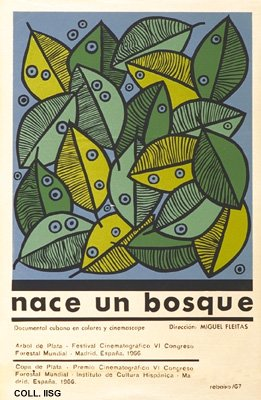 nace un bosque
Documental cubano en colores y cinemascope Dirección: MIGUEL FLEITAS
Arbol de Plata - Festival Cinematográfico VI Congreso
Forestal Mundial - Madrid. España. 1966.
Copa de Plata - Premio Cinematográfico VI Congreso
Forestal Mundial - Instituto de Cultura Hispánica - Ma
drid. España. 1966.
reboiro/67
COLL. IISG